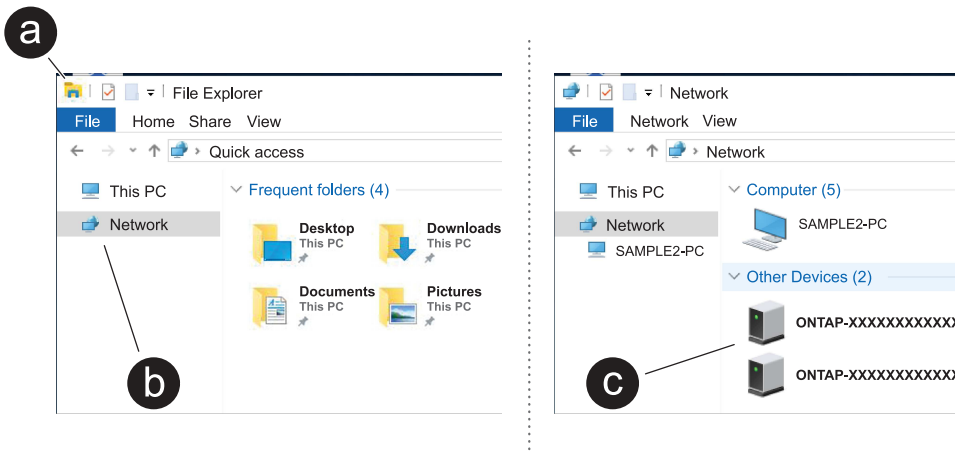 a
File Explorer
File Home Share View
Quick access
This PC
Network
Frequent folders (4)
Desktop
This PC
Downloads
This PC
Documents
This PC
Pictures
This PC
b
Network
File Network View
Network
This PC
Network
SAMPLE2-PC
Computer (5)
SAMPLE2-PC
Other Devices (2)
ONTAP-XXXXXXXXXXXX
ONTAP-XXXXXXXXXXXX
c